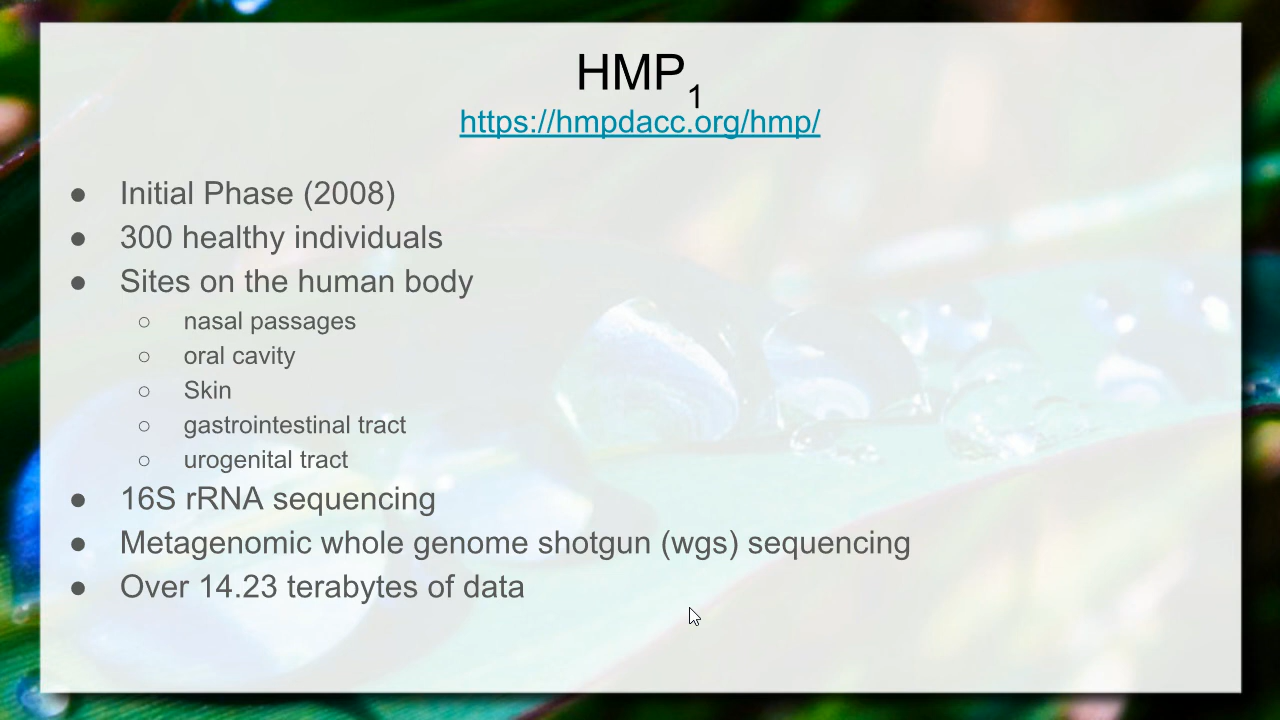 HMP1
https://hmpdacc.org/hmp/
● Initial Phase (2008)
● 300 healthy individuals
● Sites on the human body
○ nasal passages
○ oral cavity
○ Skin
○ gastrointestinal tract
○ urogenital tract
● 16S rRNA sequencing
● Metagenomic whole genome shotgun (wgs) sequencing
● Over 14.23 terabytes of data